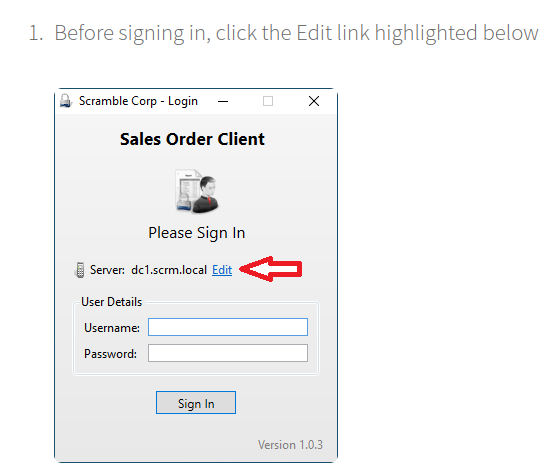 1. Before signing in, click the Edit link highlighted below
Scramble Corp - Login
Sales Order Client
Please Sign In
Server: dc1.scrm.local Edit
User Details
Username:
Password:
Sign In
Version 1.0.3